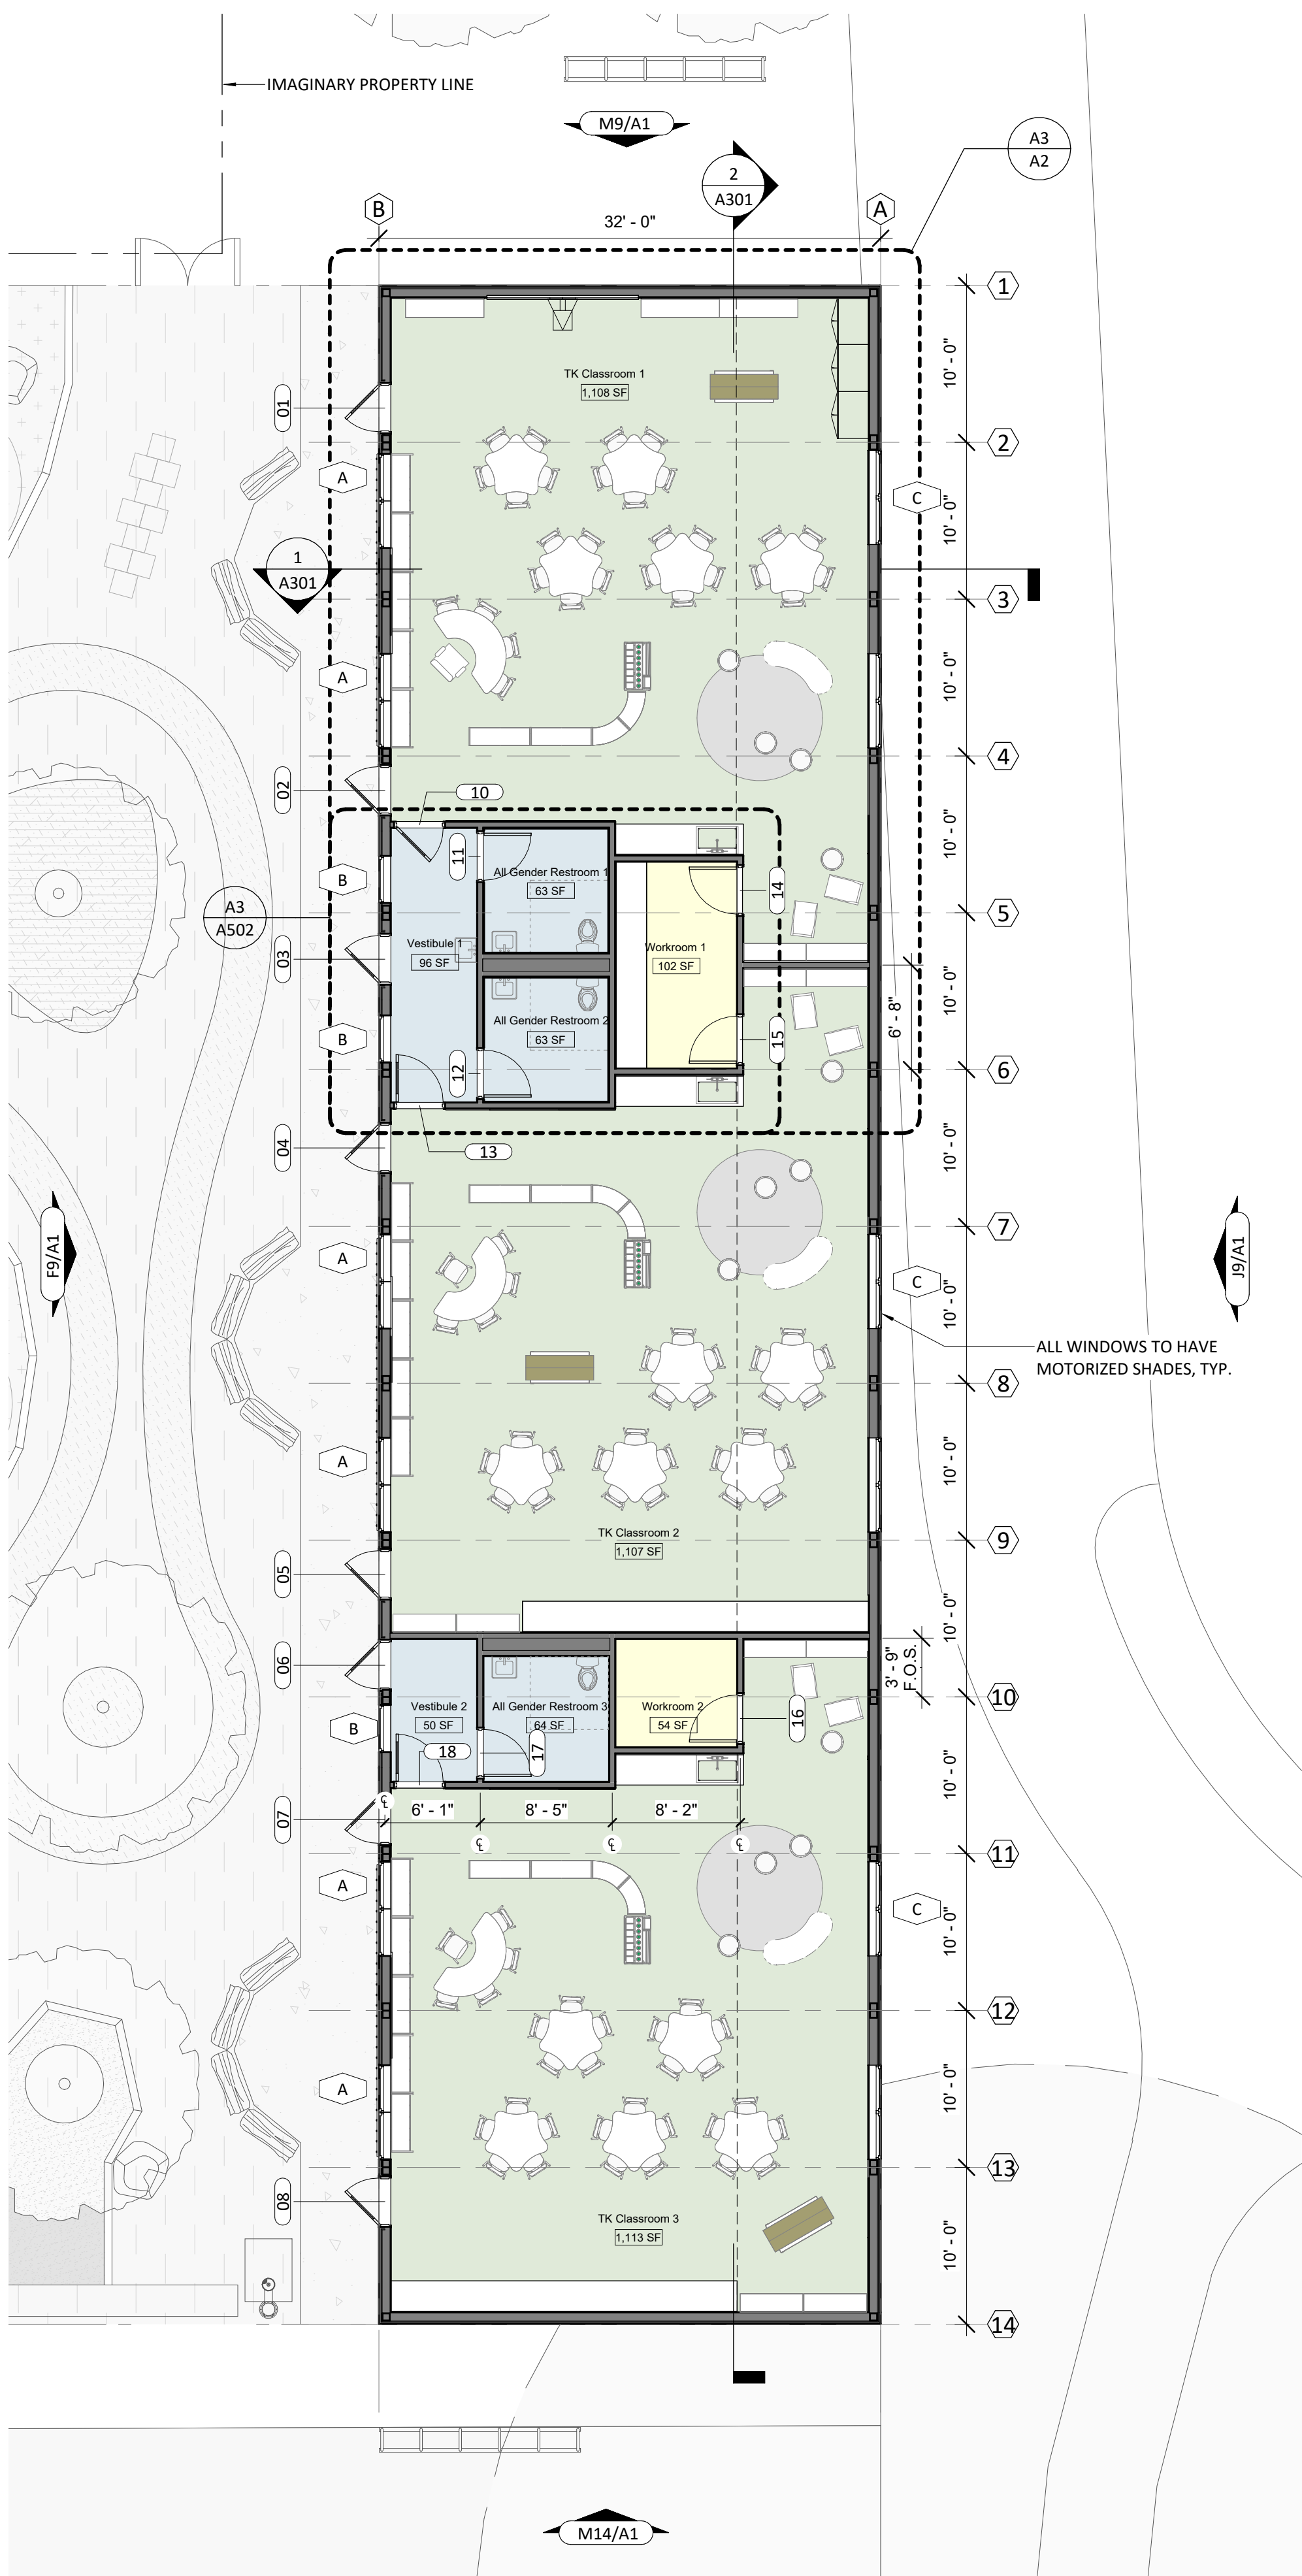 IMAGINARY PROPERTY LINE
M9/A1
A3
A2
2
A301
B
A
32' - 0"
1
10' - 0"
TK Classroom 1
1,108 SF
01
2
A
C
10' - 0"
1
A301
3
A
10' - 0"
4
02
10
10' - 0"
11
All Gender Restroom 1
63 SF
B
14
A3
A502
5
Vestibule 1
96 SF
Workroom 1
102 SF
03
10' - 0"
6' - 8"
All Gender Restroom 2
63 SF
B
15
12
6
04
13
10' - 0"
F9/A1
J9/A1
7
A
C
10' - 0"
ALL WINDOWS TO HAVE
MOTORIZED SHADES, TYP.
8
A
10' - 0"
TK Classroom 2
1,107 SF
9
05
10' - 0"
06
3' - 9"
F.O.S.
10
Vestibule 2
50 SF
All Gender Restroom 3
64 SF
Workroom 2
54 SF
16
B
18
17
10' - 0"
07
℄
6' - 1"
8' - 5"
8' - 2"
℄
℄
℄
11
A
C
10' - 0"
12
A
10' - 0"
13
08
TK Classroom 3
1,113 SF
10' - 0"
14
M14/A1